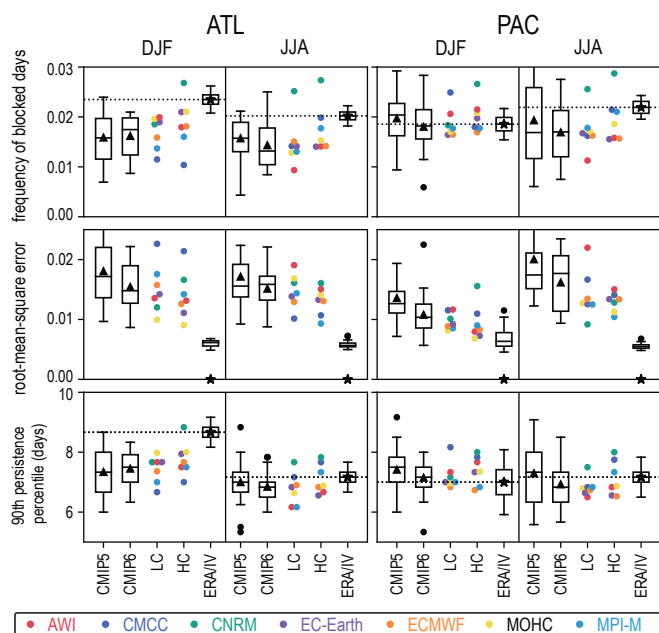 ATL PAC
DJF JJA DJF JJA
frequency of blocked days
0.03
0.02
0.01
0.00
root-mean-square error
0.02
0.01
0.00
90th persistence
percentile (days)
10
8
6
CMIP5 CMIP6 LC HC ERA/IV CMIP5 CMIP6 LC HC ERA/IV CMIP5 CMIP6 LC HC ERA/IV CMIP5 CMIP6 LC HC ERA/IV
AWI CMCC CNRM EC-Earth ECMWF MOHC MPI-M